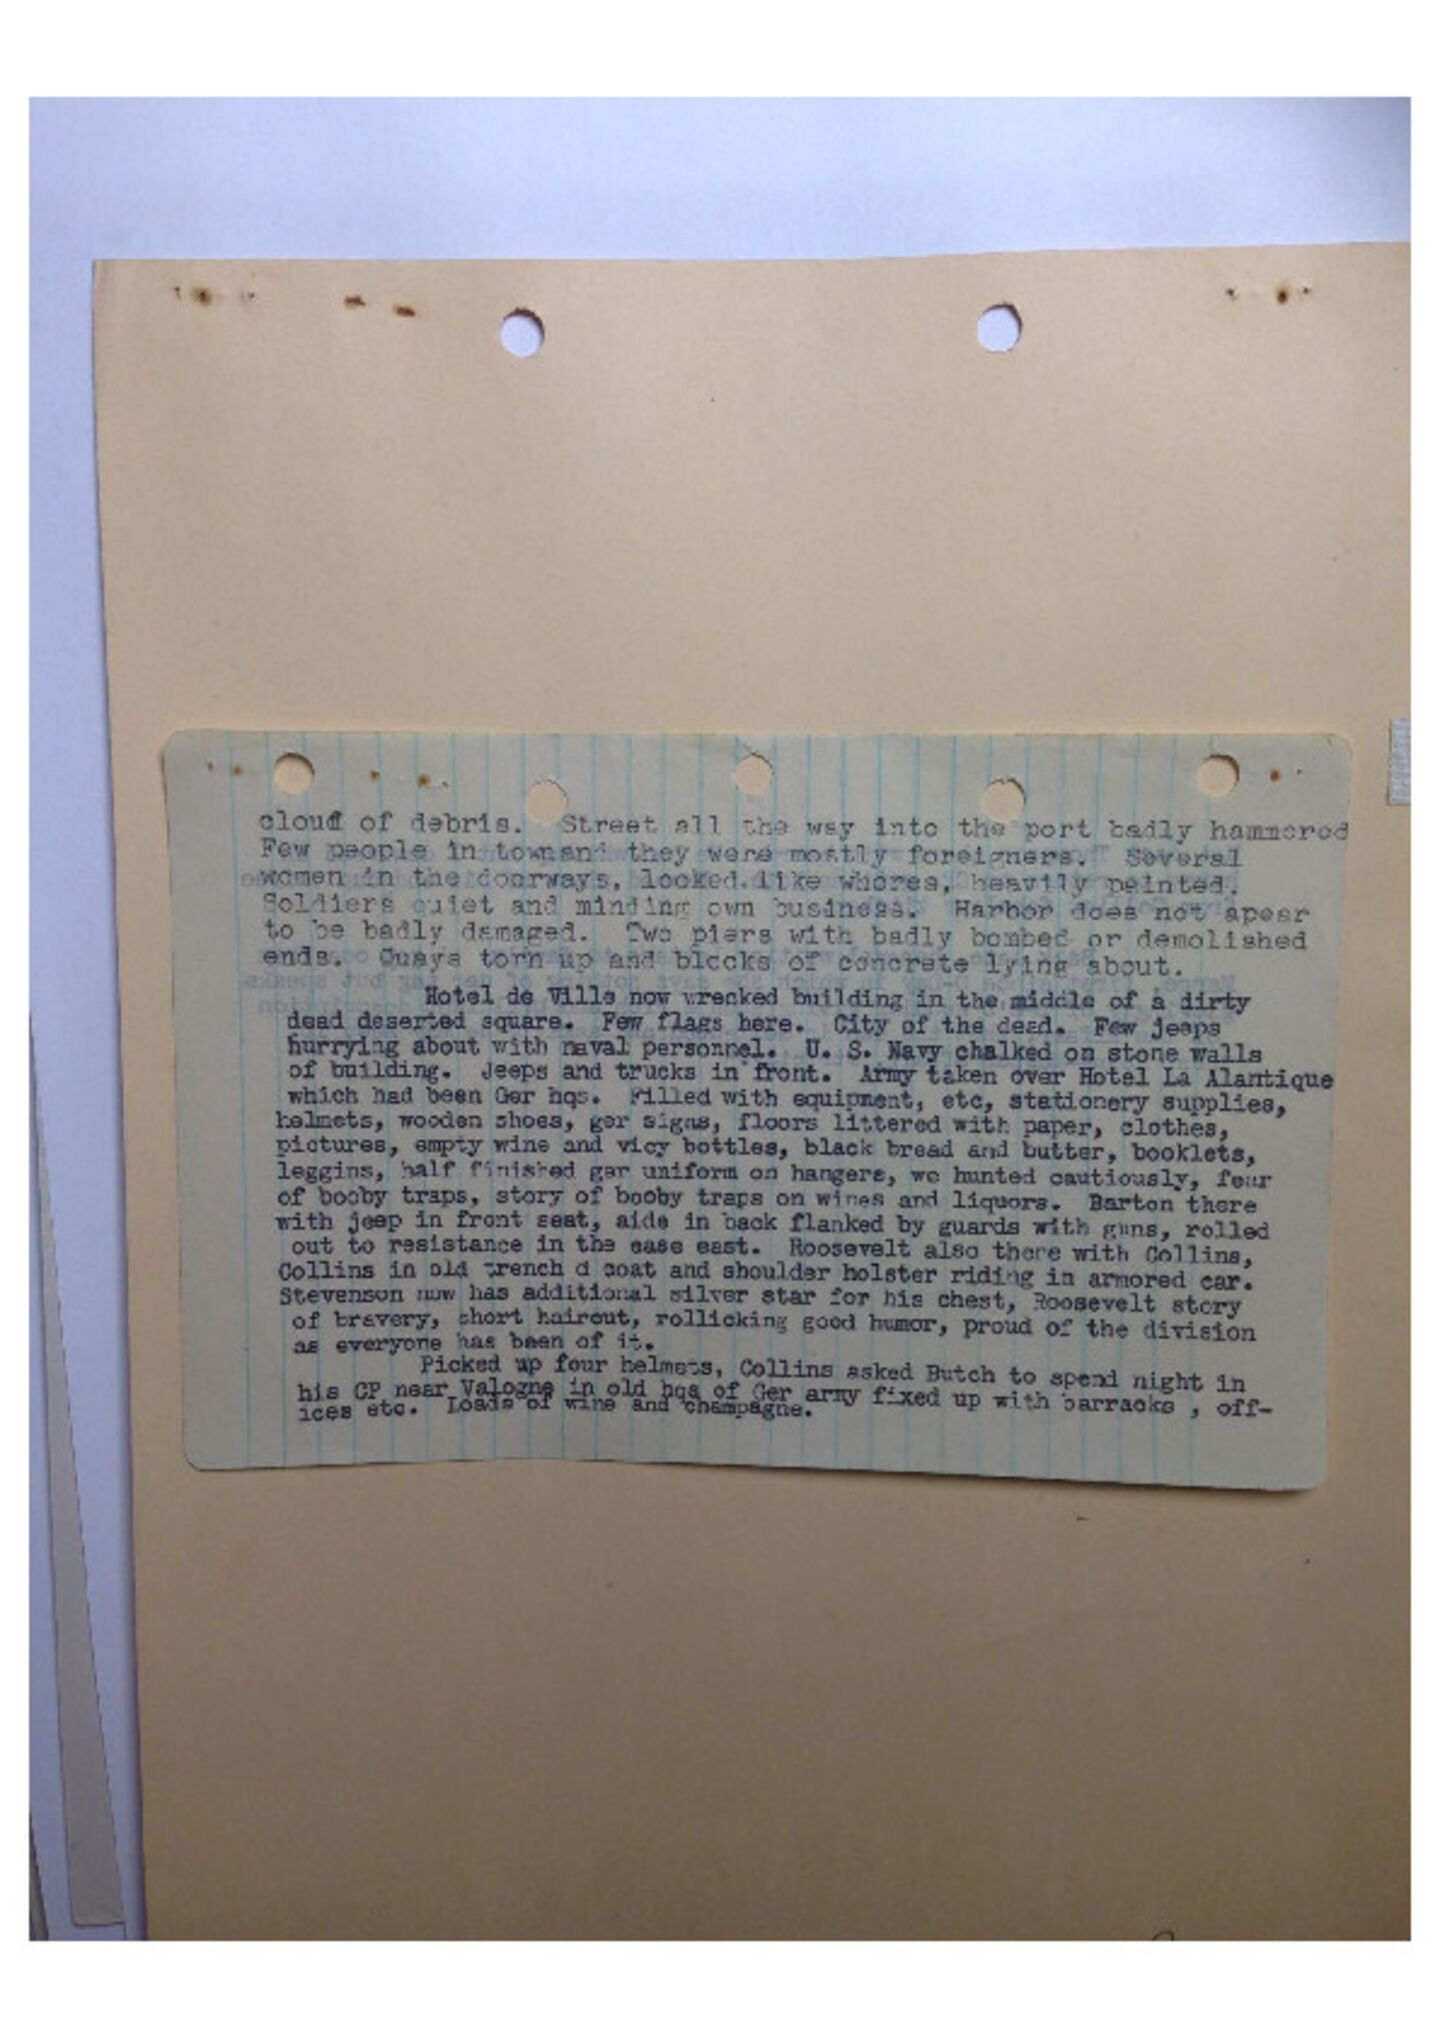 cloud of debris. Street all the way into the port badly hammered
Few people in townand they were mostly foreigners. Several
women in the doorways, looked like whores, heavily painted.
Soldiers quiet and minding own business. Harbor does not apear
to be badly damaged. Two piers with badly bombed or demolished
ends. Quays torn up and blocks of concrete lying about.
Hotel de Ville now wrecked building in the middle of a dirty
dead deserted square. Few flags here. City of the dead. Few jeeps
hurrying about with naval personnel. U. S. Navy chalked on stone walls
of building. Jeeps and trucks in front. Army taken over Hotel La Alantique
which had been Ger hqs. Filled with equipment, etc, stationery supplies,
helmets, wooden shoes, ger signs, floors littered with paper, clothes,
pictures, empty wine and vicy bottles, black bread and butter, booklets,
leggins, half finished ger uniform on hangers, we hunted cautiously, fear
of booby traps, story of booby traps on wines and liquors. Barton there
with jeep in front seat, aide in back flanked by guards with guns, rolled
out to resistance in the ease east. Roosevelt also there with Collins,
Collins in old trench d coat and shoulder holster riding in armored car.
Stevenson now has additional silver star for his chest, Roosevelt story
of bravery, short haircut, rollicking good humor, proud of the division
as everyone has been of it.
Picked up four helmets, Collins asked Butch to spend night in
his CP near Valogne in old hqs of Ger army fixed up with barracks , off-
ices etc. Loads of wine and champagne.